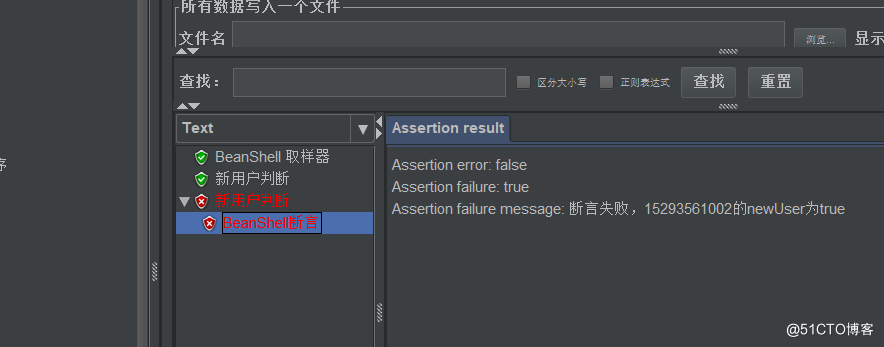 所有数据写入一个文件
文件名 浏览... 显示
查找： 区分大小写 正则表达式 查找 重置
Text
Assertion result
BeanShell 取样器
新用户判断
新用户判断
BeanShell断言
序
Assertion error: false
Assertion failure: true
Assertion failure message: 断言失败，15293561002的newUser为true
@51CTO博客